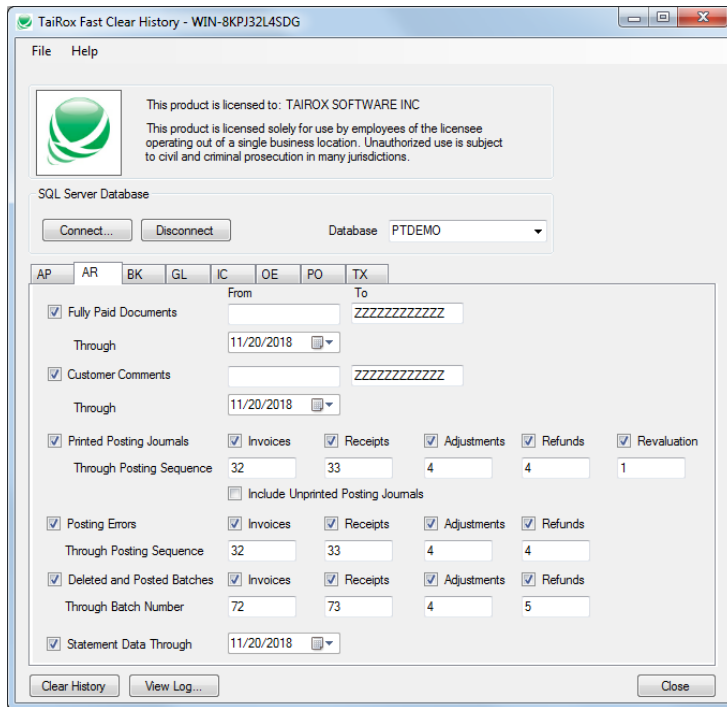 TaiRox Fast Clear History - WIN-8KPJ32L4SDG
File Help
This product is licensed to: TAIROX SOFTWARE INC
This product is licensed solely for use by employees of the licensee
operating out of a single business location. Unauthorized use is subject
to civil and criminal prosecution in many jurisdictions.
SQL Server Database
Connect... Disconnect Database PTDEMO
AP AR BK GL IC OE PO TX
From To
Fully Paid Documents ZZZZZZZZZZZZ
Through 11/20/2018
Customer Comments ZZZZZZZZZZZZ
Through 11/20/2018
Printed Posting Journals Invoices Receipts Adjustments Refunds Revaluation
Through Posting Sequence 32 33 4 4 1
Include Unprinted Posting Journals
Posting Errors Invoices Receipts Adjustments Refunds
Through Posting Sequence 32 33 4 4
Deleted and Posted Batches Invoices Receipts Adjustments Refunds
Through Batch Number 72 73 4 5
Statement Data Through 11/20/2018
Clear History View Log... Close